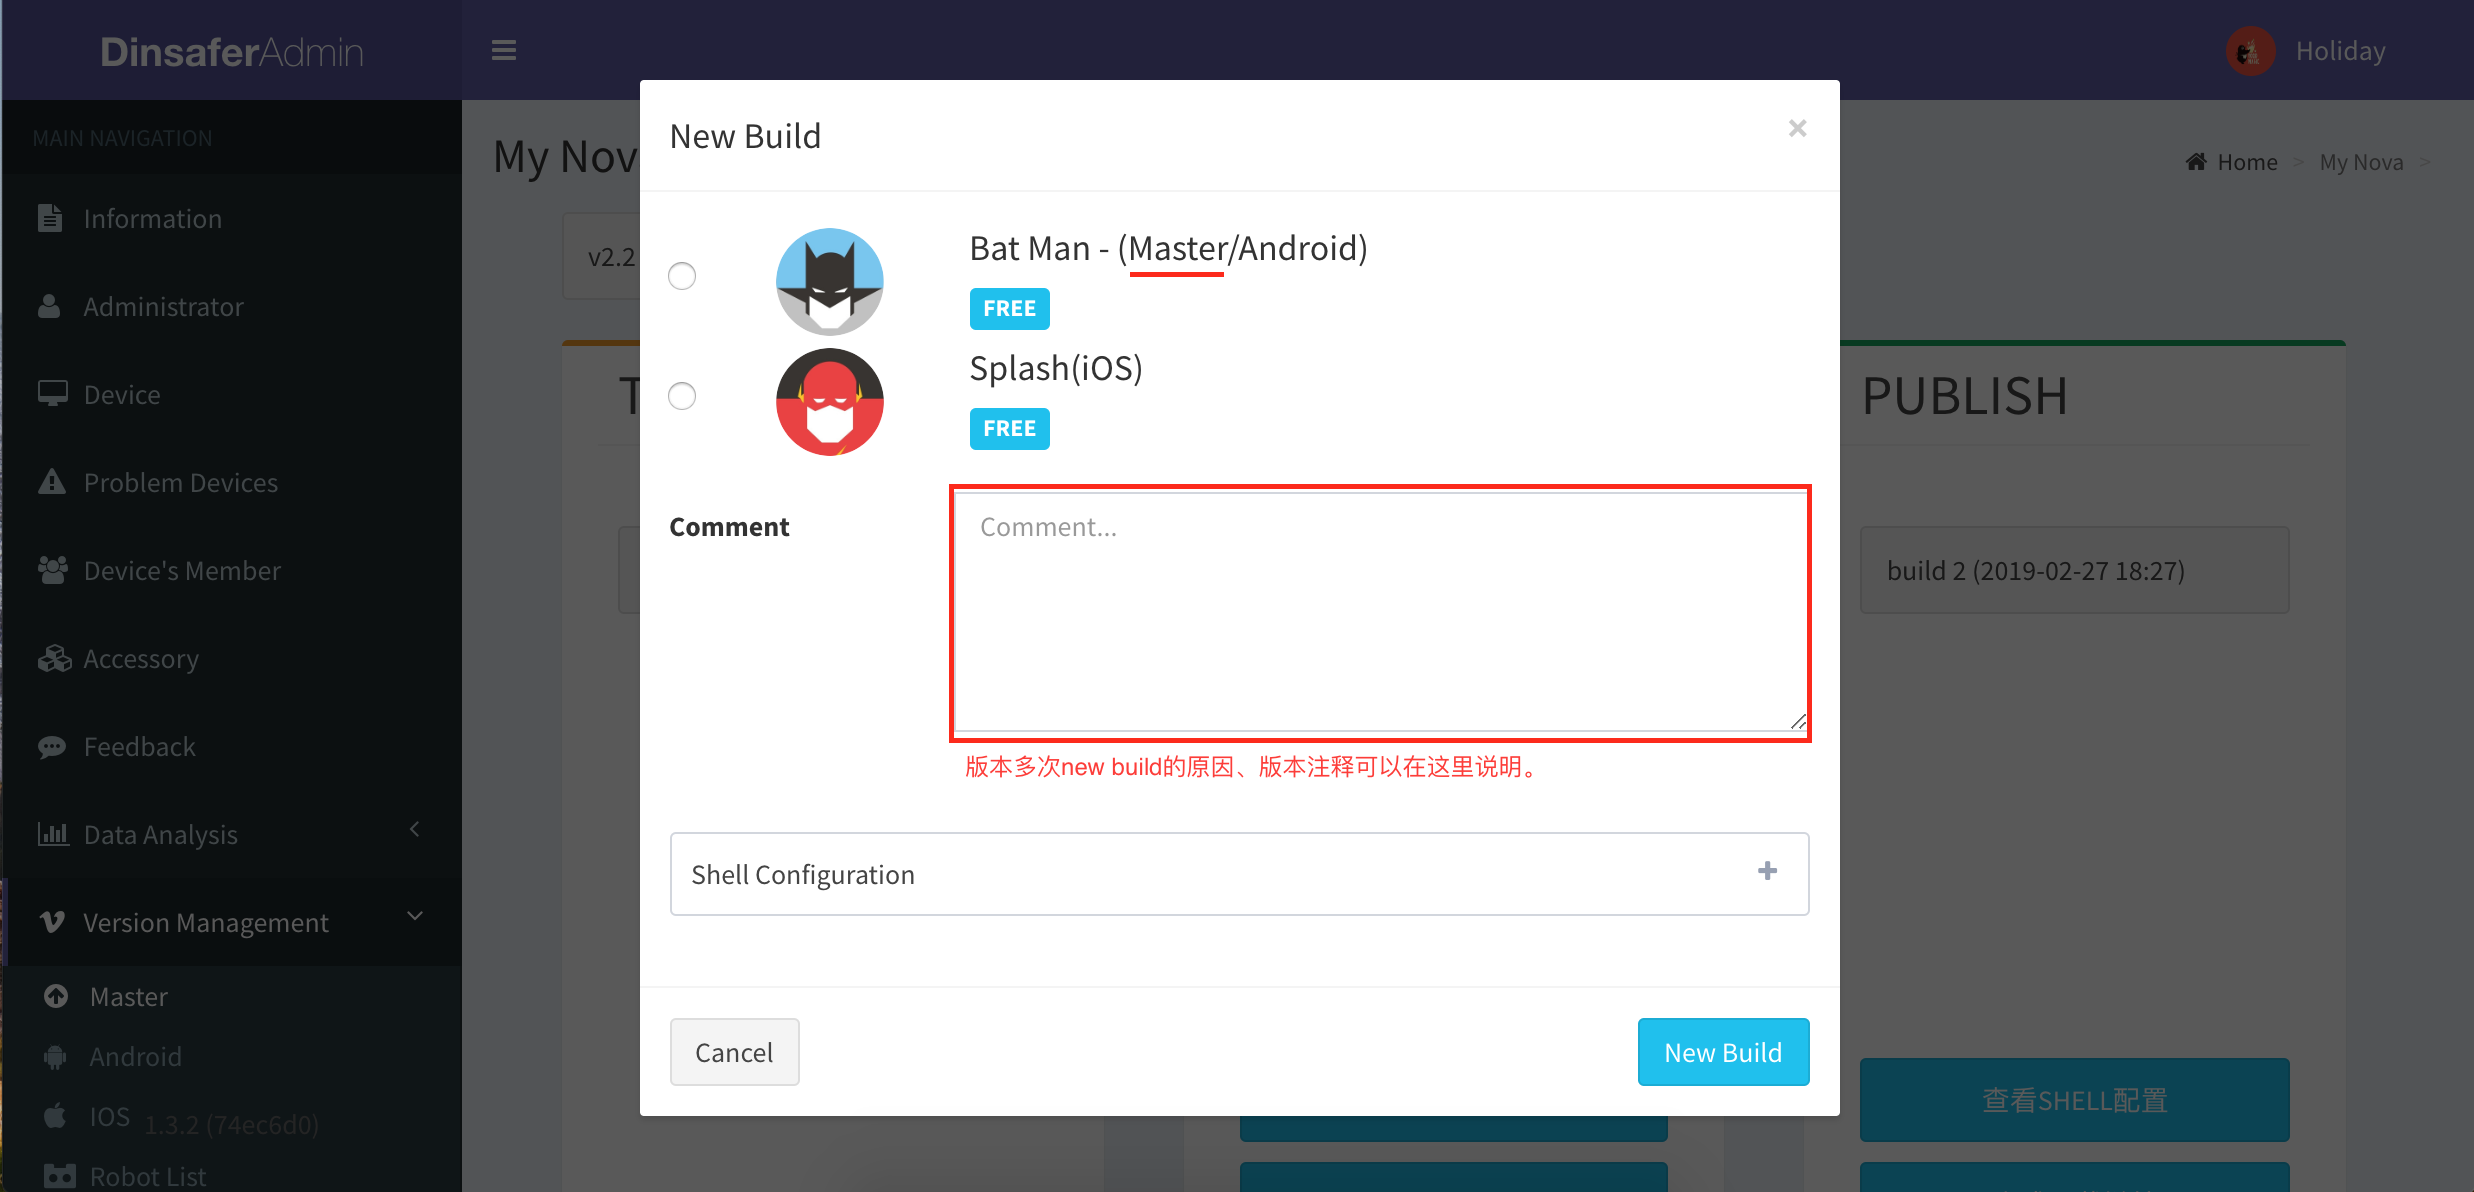 DinsaferAdmin
Holiday
MAIN NAVIGATION
Information
Administrator
Device
Problem Devices
Device's Member
Accessory
Feedback
Data Analysis
Version Management
Master
Android
IOS 1.3.2 (74ec6d0)
Robot List
My Nov
Home > My Nova >
v2.2
T
New Build
×
Bat Man - (Master/Android)
FREE
Splash(iOS)
FREE
Comment
Comment...
版本多次new build的原因、版本注释可以在这里说明。
Shell Configuration
Cancel
New Build
PUBLISH
build 2 (2019-02-27 18:27)
查看SHELL配置